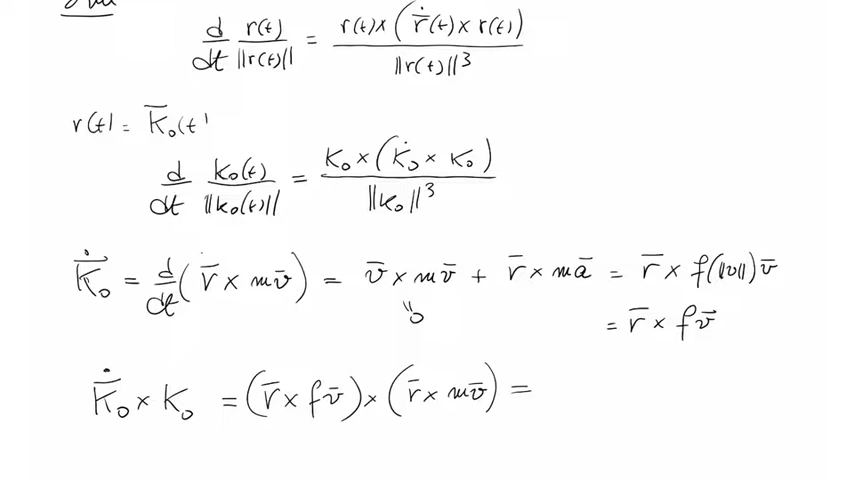 d/dt r(t)/||r(t)|| = r(t)×(ṙ̄(t)×r(t))/||r(t)||³
r(t) = K̄₀(t)
d/dt K₀(t)/||K₀(t)|| = K₀×(K̇₀×K₀)/||K₀||³
K̄̇₀ = d/dt(r̄×mv̄) = v̄×mv̄ + r̄×mā = r̄×f(||v||)v̄
"0
= r̄×fv̄
K̄̇₀×K₀ = (r̄×fv̄)×(r̄×mv̄) =